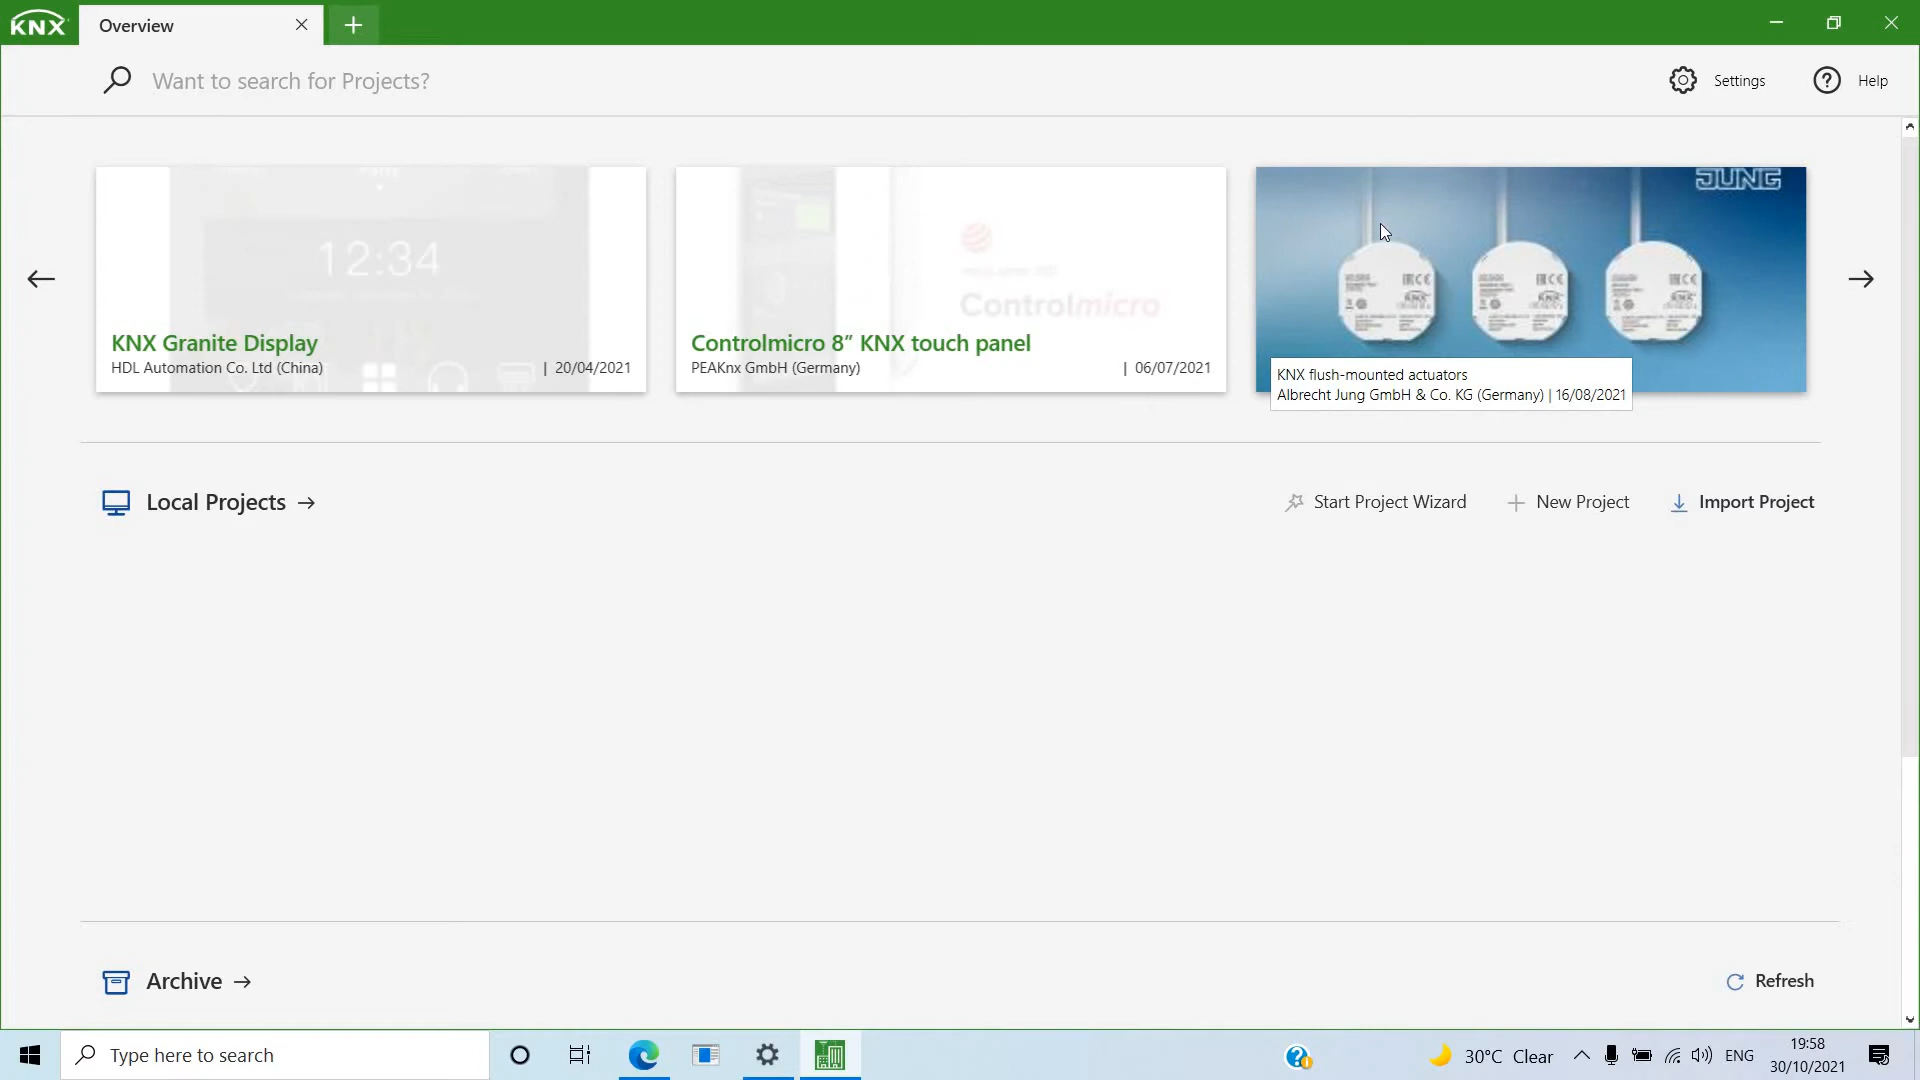 KNX
Overview
Want to search for Projects?
Settings
Help
12:34
KNX Granite Display
HDL Automation Co. Ltd (China)
| 20/04/2021
Controlmicro
Controlmicro 8” KNX touch panel
PEAKnx GmbH (Germany)
| 06/07/2021
JUNG
KNX flush-mounted actuators
Albrecht Jung GmbH & Co. KG (Germany) | 16/08/2021
Local Projects
Start Project Wizard
New Project
Import Project
Archive
Refresh
Type here to search
30°C Clear
ENG
19:58
30/10/2021